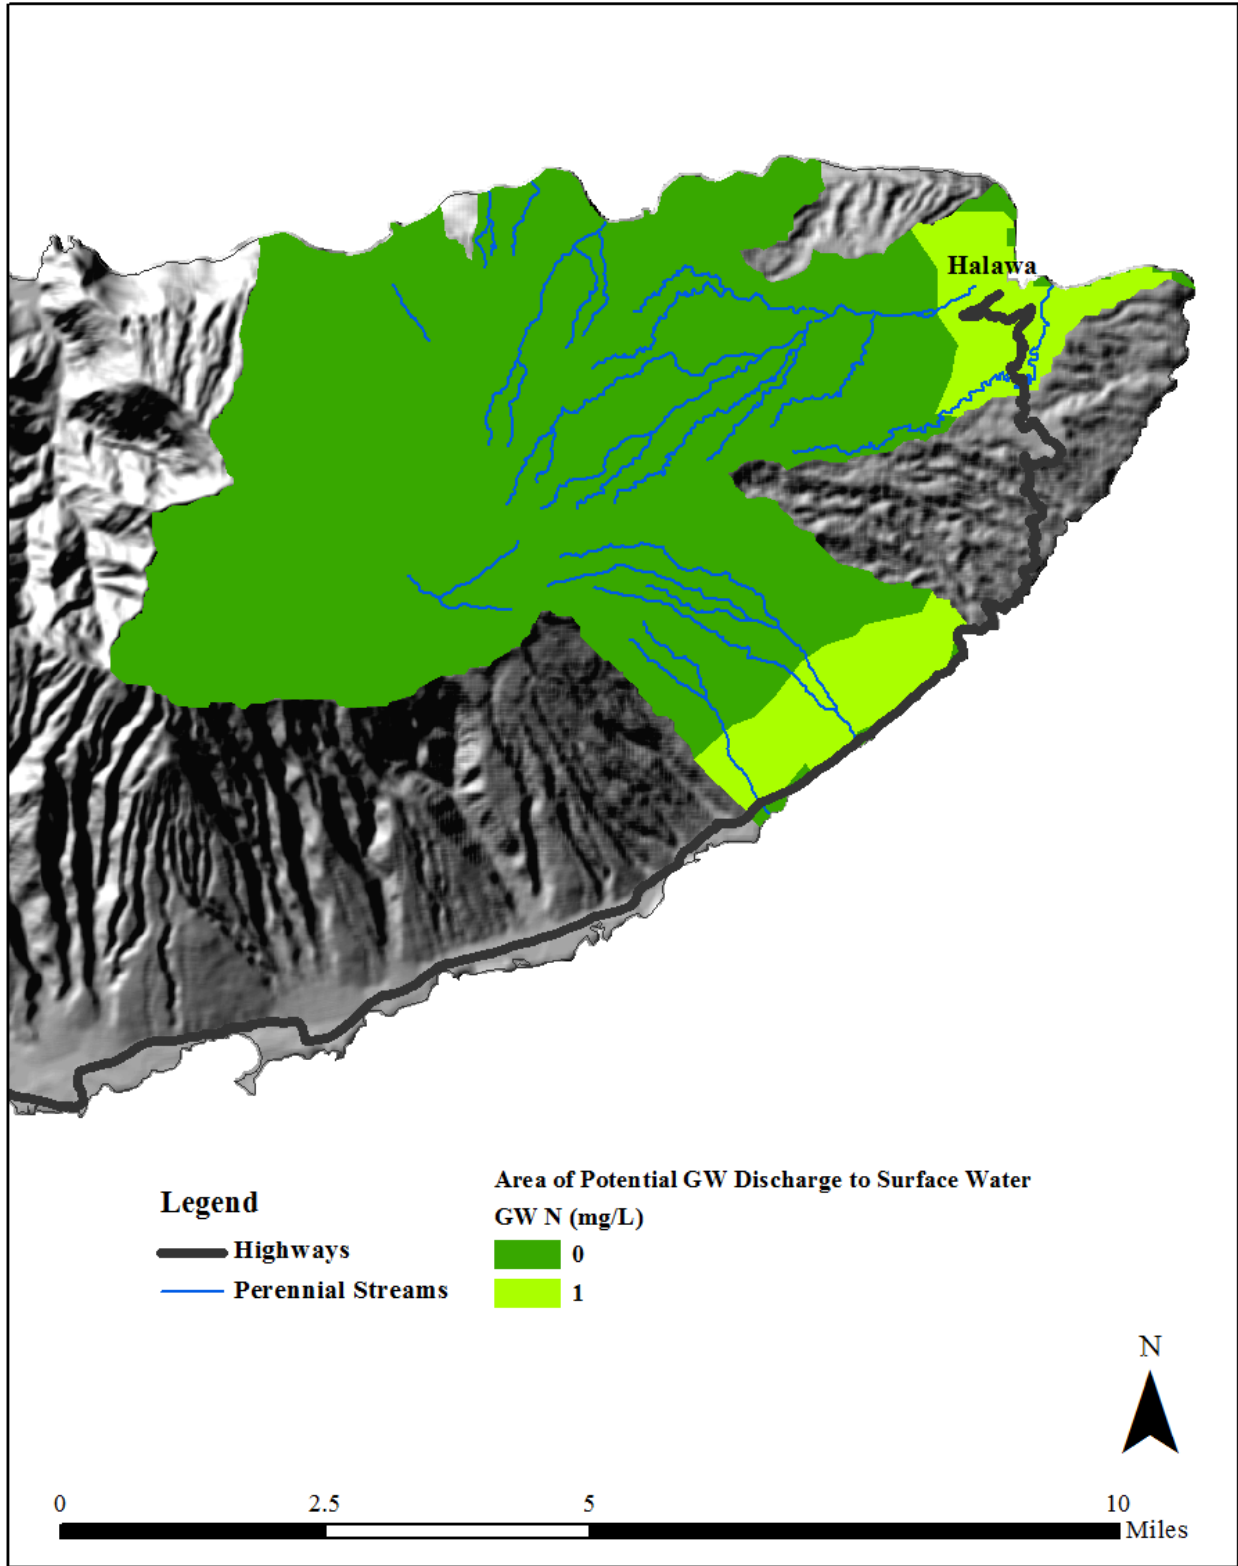 Halawa
Legend
Highways
Perennial Streams
Area of Potential GW Discharge to Surface Water
GW N (mg/L)
0
1
N
0 2.5 5 10
Miles